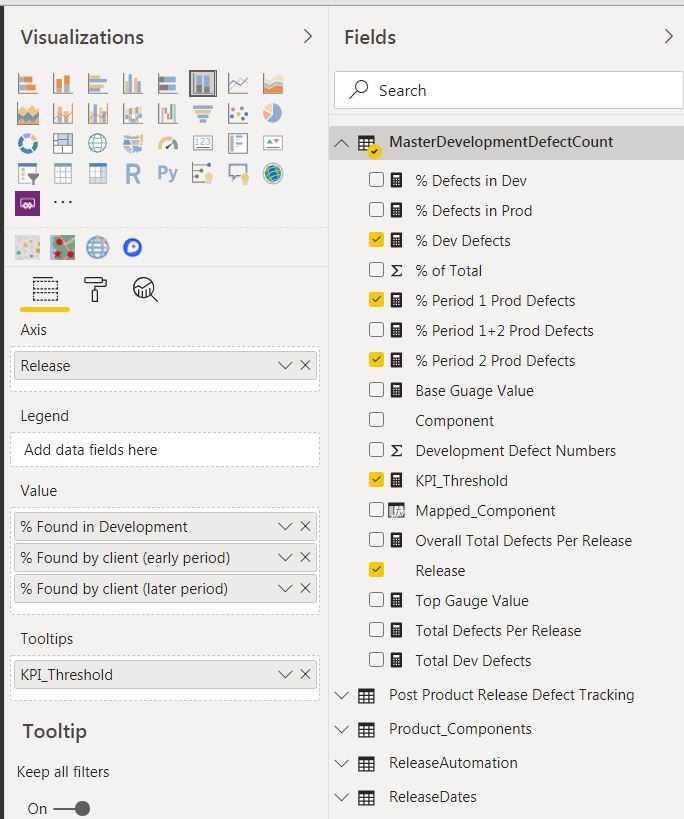 Visualizations
123
R
Py
...
Axis
Release
Legend
Add data fields here
Value
% Found in Development
% Found by client (early period)
% Found by client (later period)
Tooltips
KPI_Threshold
Tooltip
Keep all filters
On
Fields
Search
MasterDevelopmentDefectCount
% Defects in Dev
% Defects in Prod
% Dev Defects
Σ % of Total
% Period 1 Prod Defects
% Period 1+2 Prod Defects
% Period 2 Prod Defects
Base Guage Value
Component
Σ Development Defect Numbers
KPI_Threshold
Mapped_Component
Overall Total Defects Per Release
Release
Top Gauge Value
Total Defects Per Release
Total Dev Defects
Post Product Release Defect Tracking
Product_Components
ReleaseAutomation
ReleaseDates